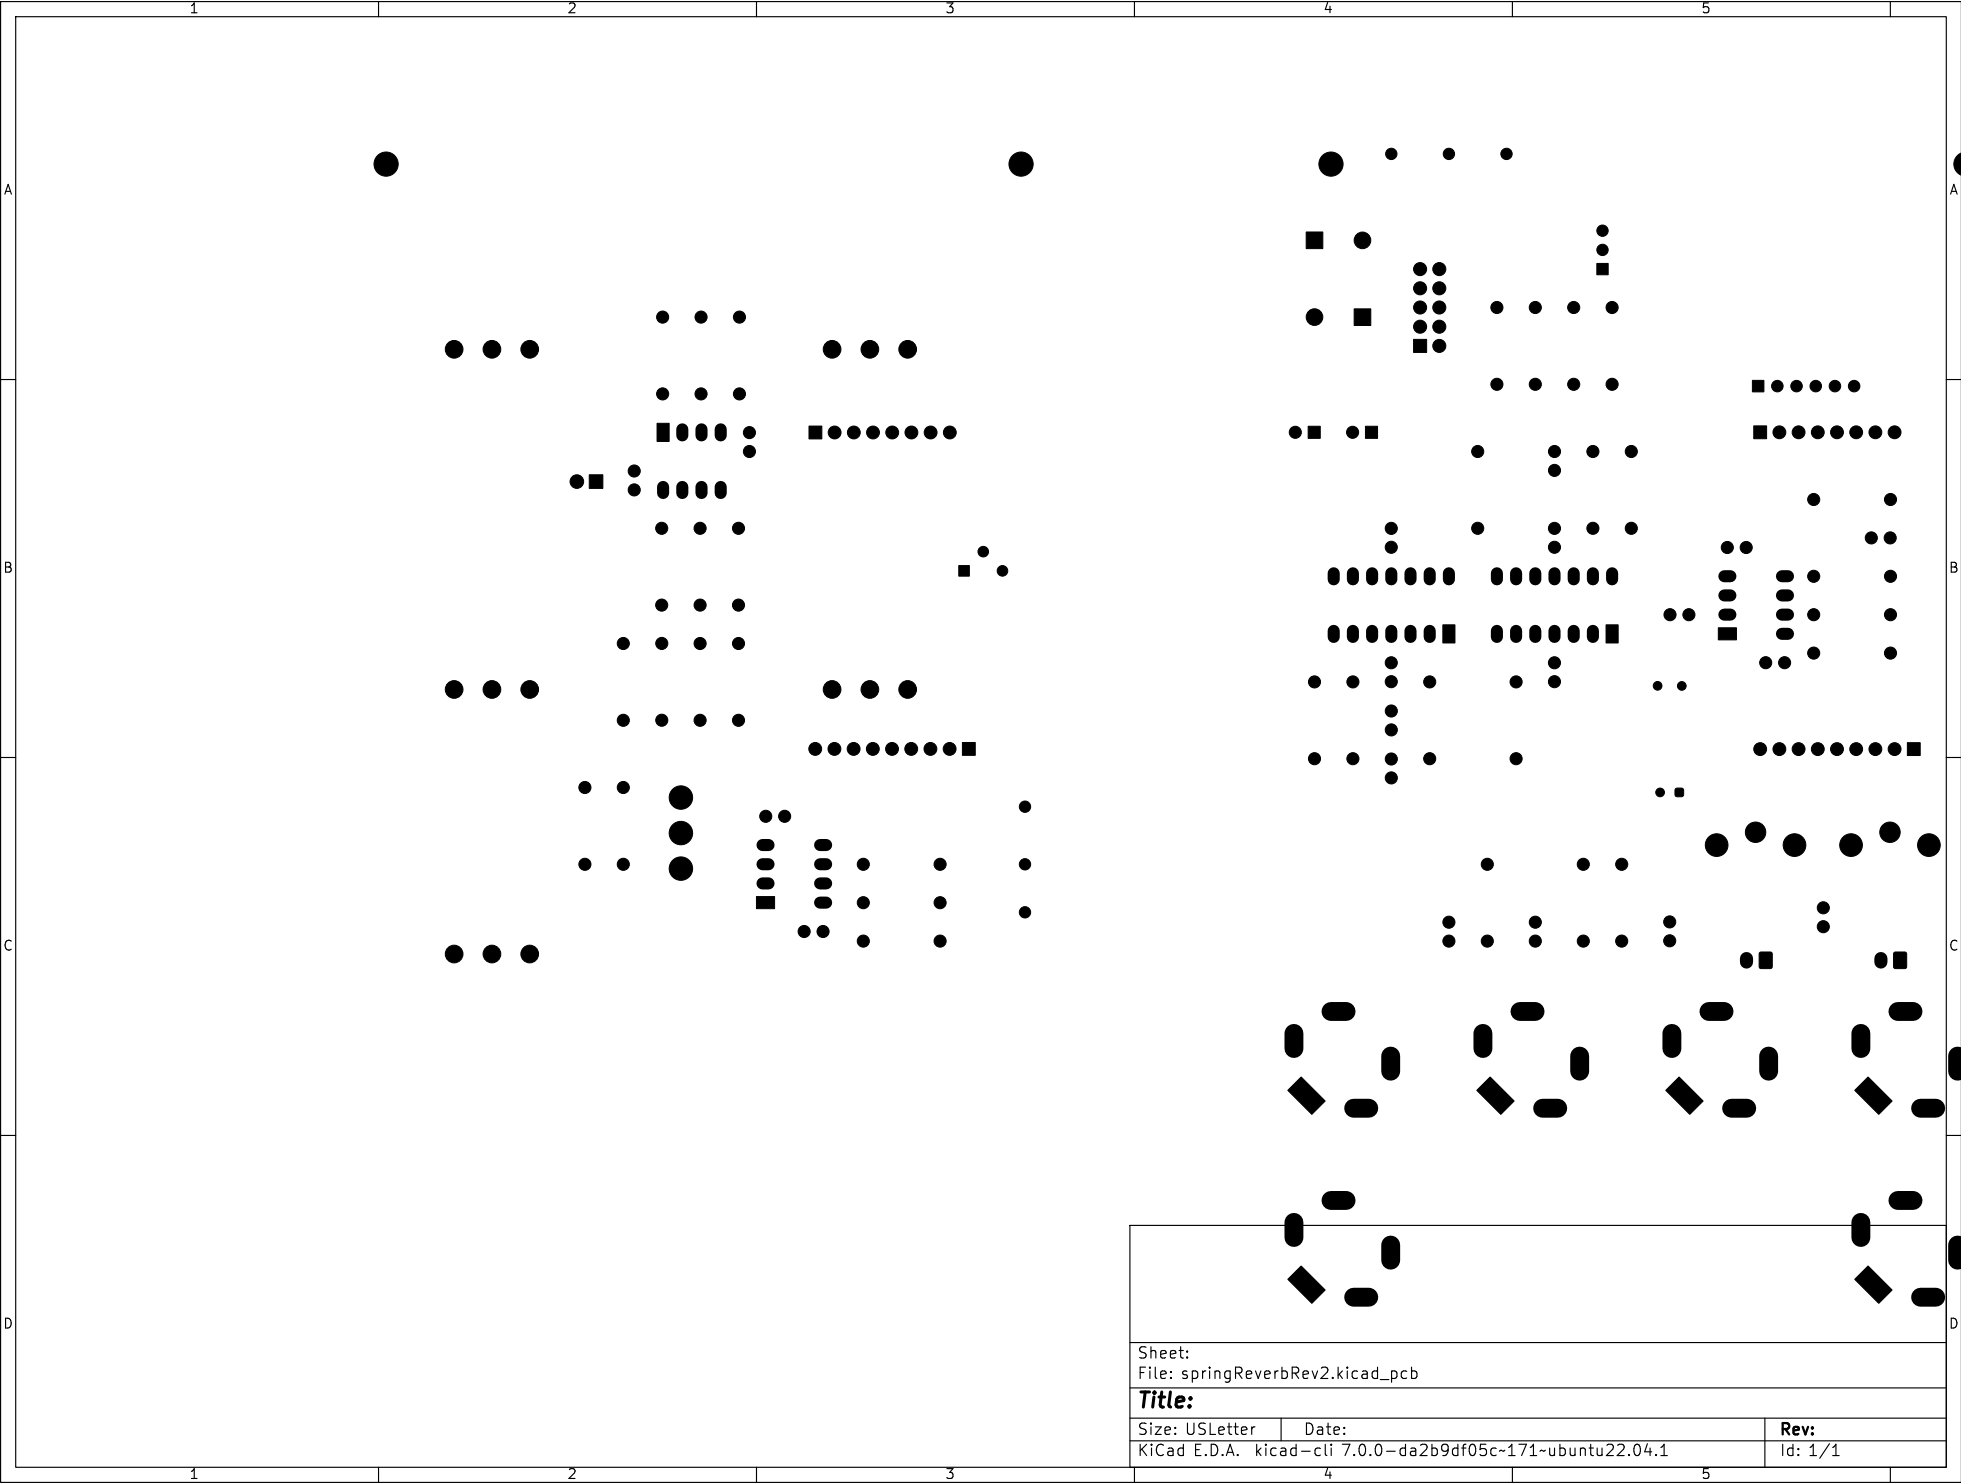 1 2 3 4 5
A A
B B
C C
D D
Sheet:
File: springReverbRev2.kicad_pcb
Title:
Size: USLetter Date: Rev:
KiCad E.D.A. kicad-cli 7.0.0-da2b9df05c~171~ubuntu22.04.1 Id: 1/1
1 2 3 4 5